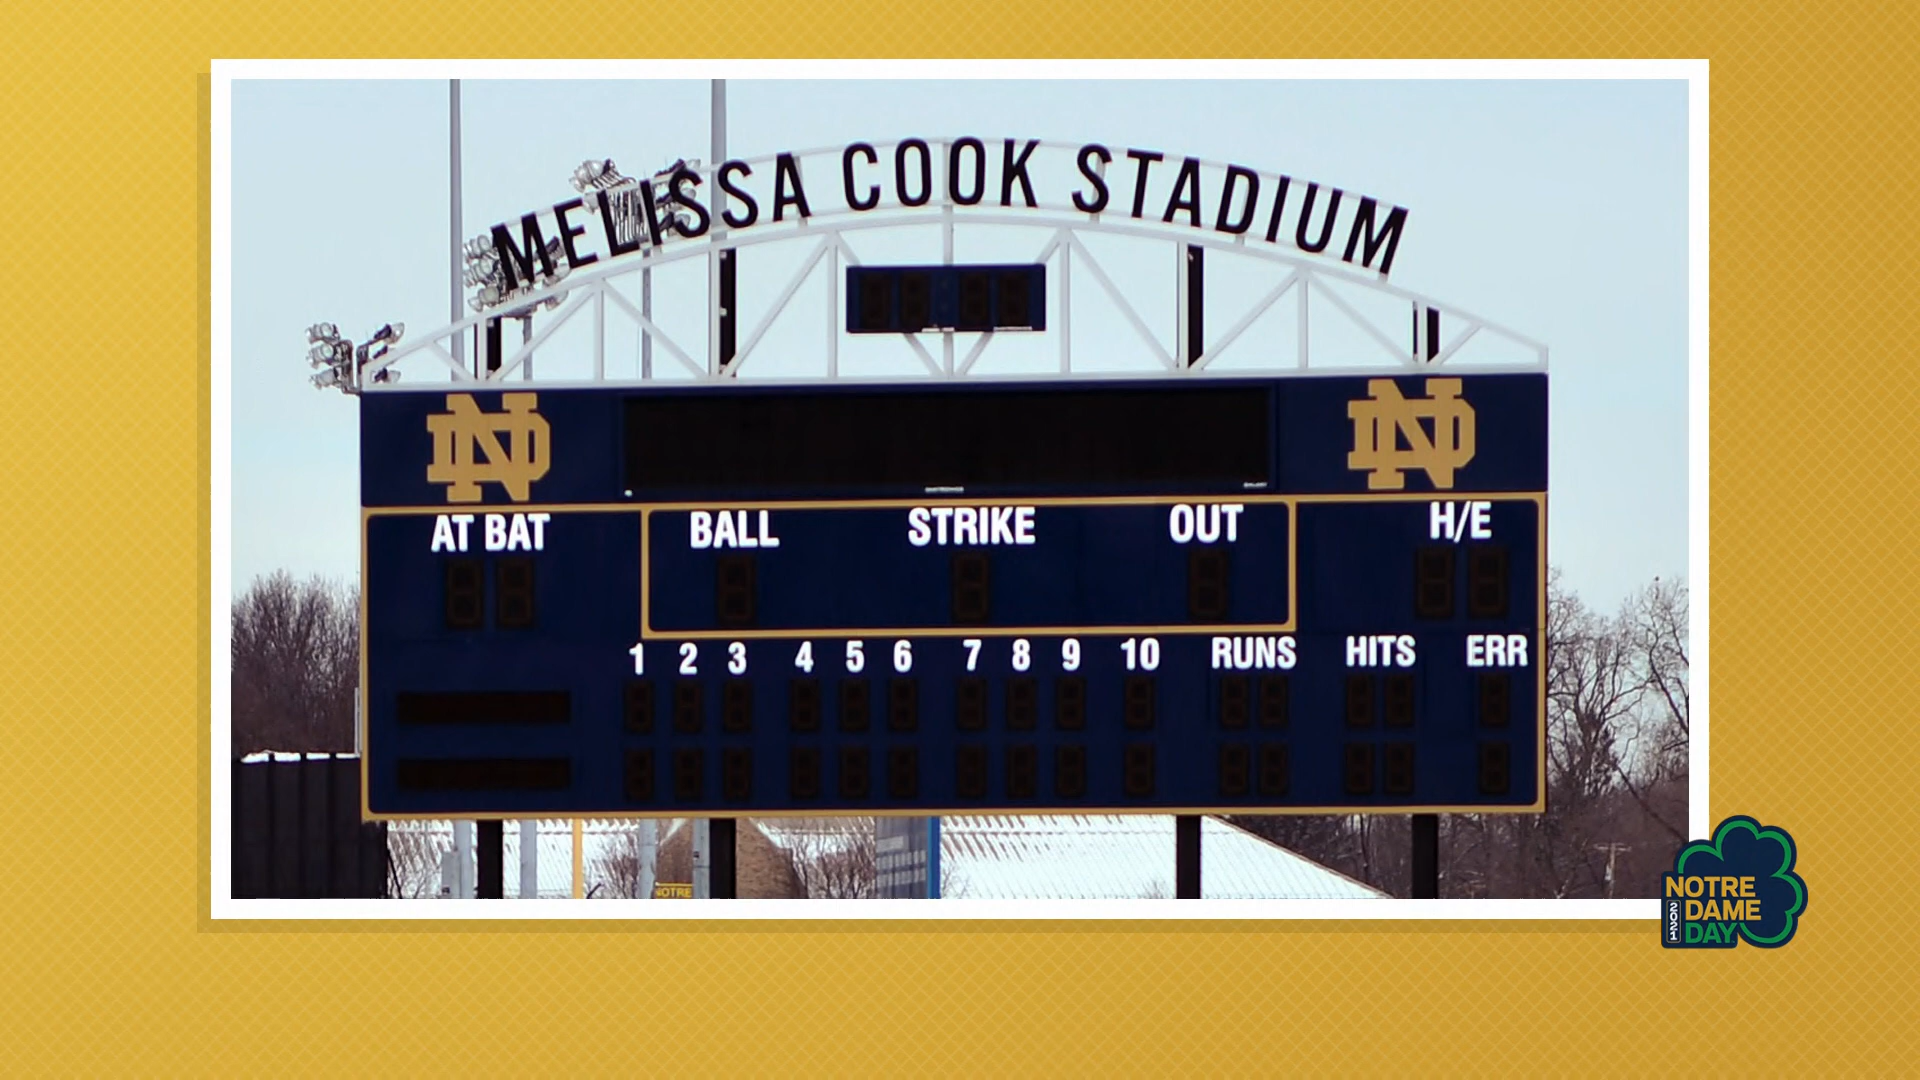 MELISSA COOK STADIUM
ND ND
AT BAT BALL STRIKE OUT H/E
1 2 3 4 5 6 7 8 9 10 RUNS HITS ERR
NOTRE
NOTRE
DAME
DAY
2021